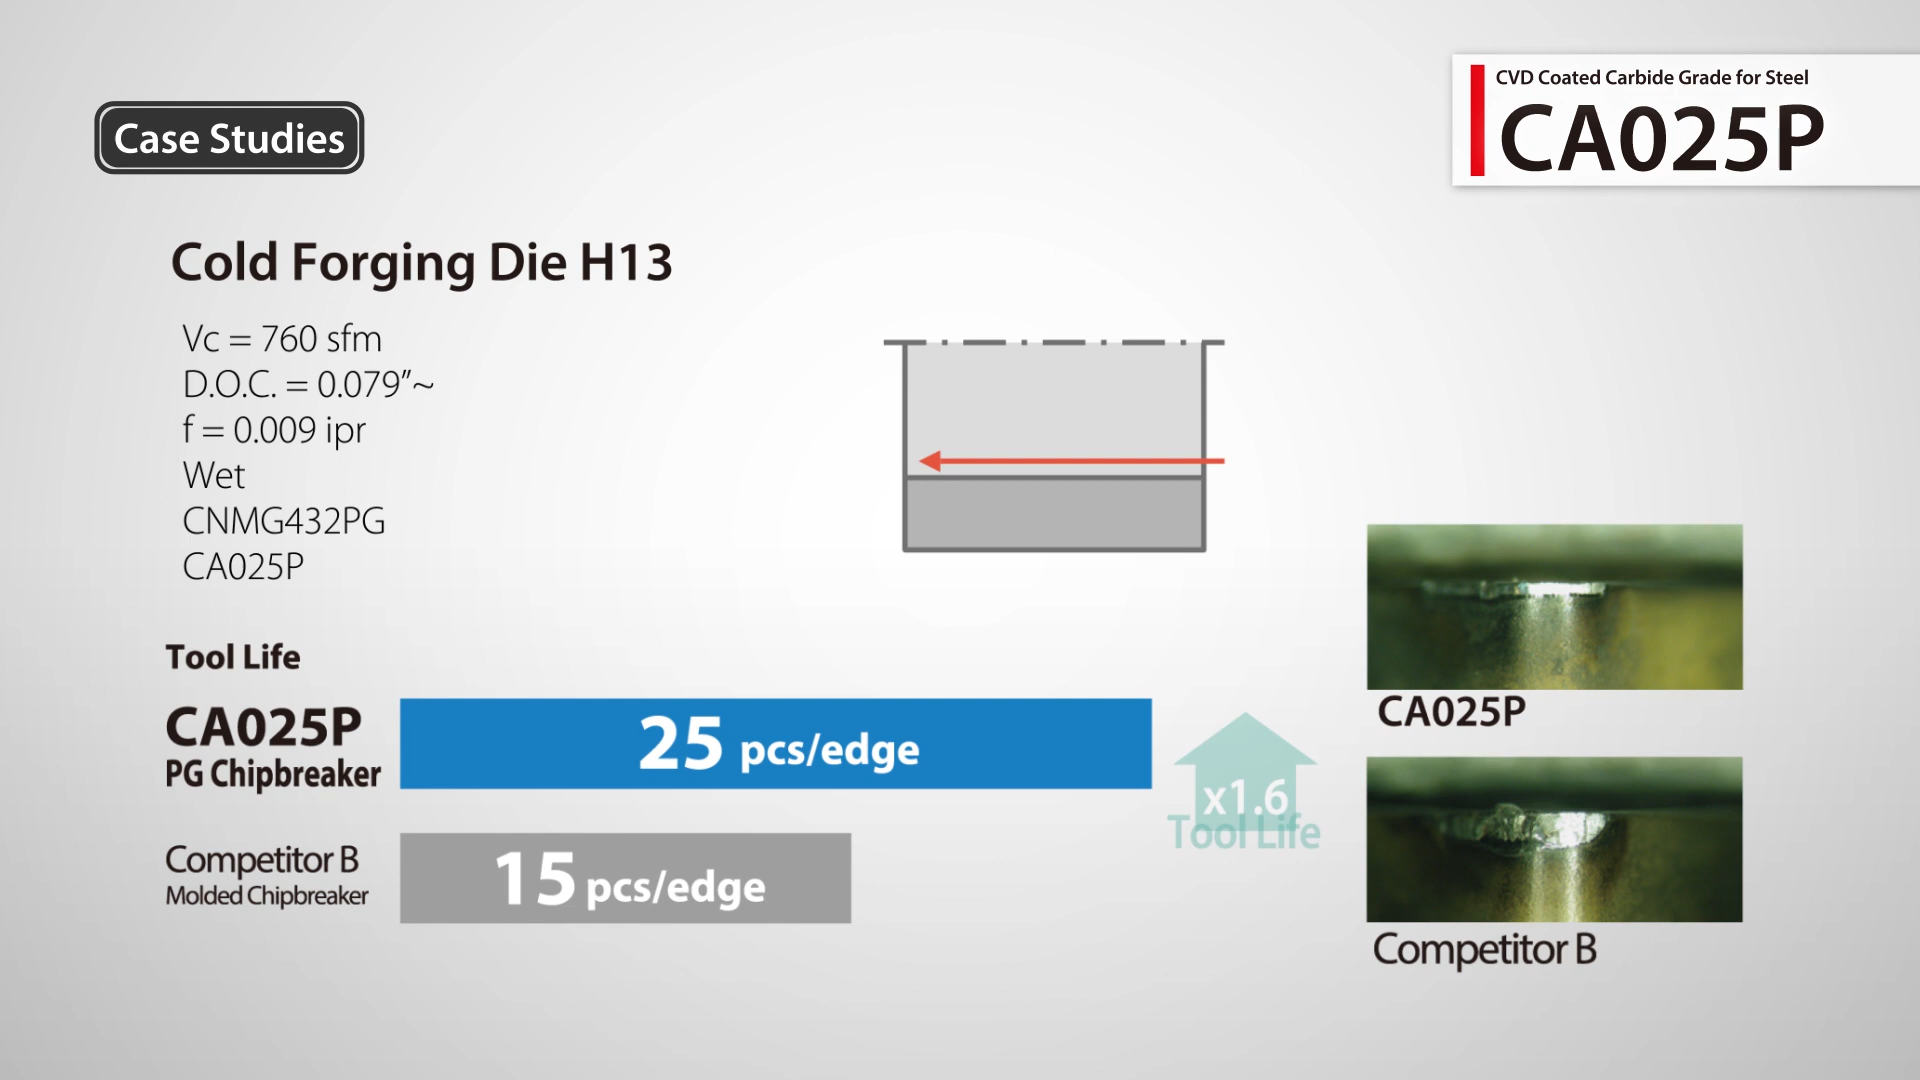 Case Studies
CVD Coated Carbide Grade for Steel
CA025P
Cold Forging Die H13
Vc = 760 sfm
D.O.C. = 0.079”~
f = 0.009 ipr
Wet
CNMG432PG
CA025P
Tool Life
CA025P
PG Chipbreaker
25 pcs/edge
x1.6
Tool Life
Competitor B
Molded Chipbreaker
15 pcs/edge
CA025P
Competitor B